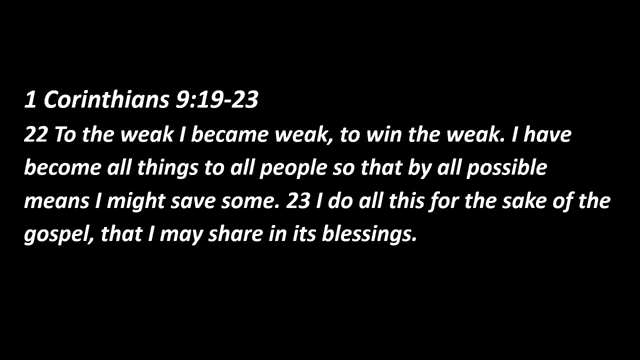 1 Corinthians 9:19-23
22 To the weak I became weak, to win the weak. I have
become all things to all people so that by all possible
means I might save some. 23 I do all this for the sake of the
gospel, that I may share in its blessings.